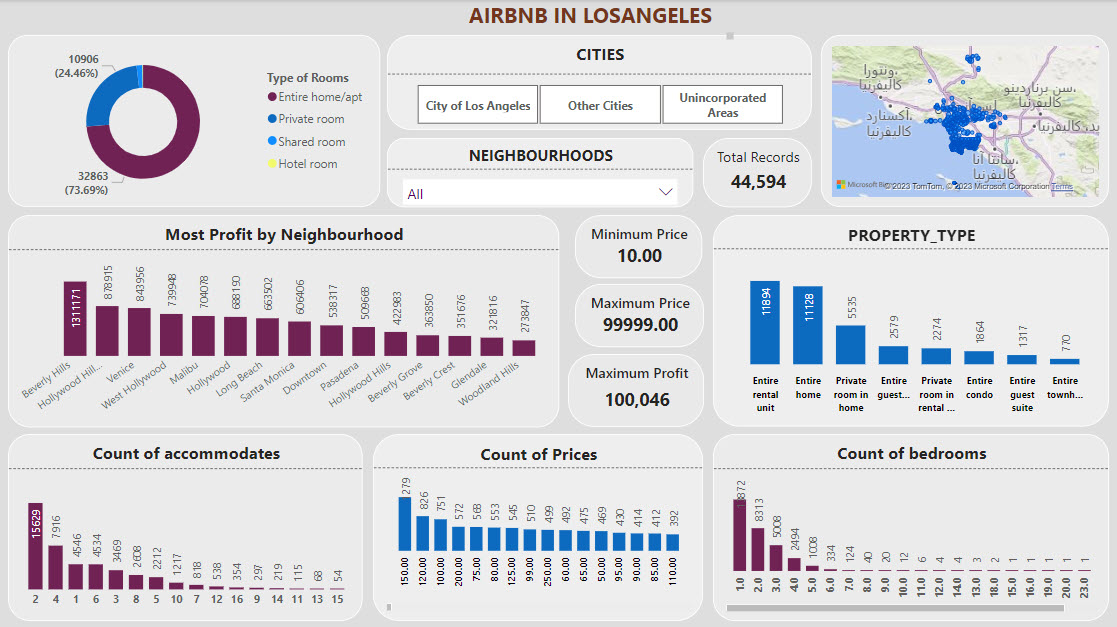 AIRBNB IN LOSANGELES
10906
(24.46%)
32863
(73.69%)
Type of Rooms
Entire home/apt
Private room
Shared room
Hotel room
CITIES
City of Los Angeles
Other Cities
Unincorporated
Areas
NEIGHBOURHOODS
All
Total Records
44,594
،ونتورا
كاليفرنيا
،سن برناردينو
كاليفرنيا
،آکسنارد
كاليفرنيا
كاليفرنيا
،سانتا آنا
كاليفرنيا
© 2023 TomTom, © 2023 Microsoft Corporation Terms
Most Profit by Neighbourhood
1311171
878915
843956
739948
704078
688190
663502
606406
538317
509668
422983
363850
351676
321816
273847
Beverly Hills
Hollywood Hill...
Venice
West Hollywood
Malibu
Hollywood
Long Beach
Santa Monica
Downtown
Pasadena
Hollywood Hills
Beverly Grove
Beverly Crest
Glendale
Woodland Hills
Minimum Price
10.00
Maximum Price
99999.00
Maximum Profit
100,046
PROPERTY_TYPE
11894
11128
5535
2579
2274
1864
1317
770
Entire
rental
unit
Entire
home
Private
room in
home
Entire
guest...
Private
room in
rental ...
Entire
condo
Entire
guest
suite
Entire
townh...
Count of accommodates
15629
7916
4546
4534
3469
2608
2212
1217
818
538
354
297
219
115
68
54
2 4 1 6 3 8 5 10 7 12 16 9 14 11 13 15
Count of Prices
279
826
751
572
568
553
545
510
499
492
475
469
430
414
412
392
150.00
120.00
100.00
200.00
75.00
80.00
125.00
99.00
250.00
60.00
65.00
50.00
95.00
90.00
85.00
110.00
Count of bedrooms
8313
5008
2494
1008
334
124
40
20
12
6
4
4
3
2
1
1
1
1
1
1.0
2.0
3.0
4.0
5.0
6.0
7.0
8.0
9.0
10.0
11.0
12.0
14.0
13.0
18.0
15.0
16.0
19.0
20.0
23.0